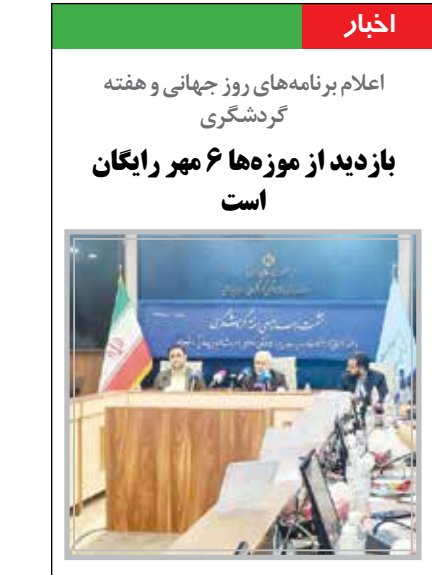 اخبار
اعلام برنامه‌های روز جهانی و هفته
گردشگری
بازدید از موزه‌ها ۶ مهر رایگان
است